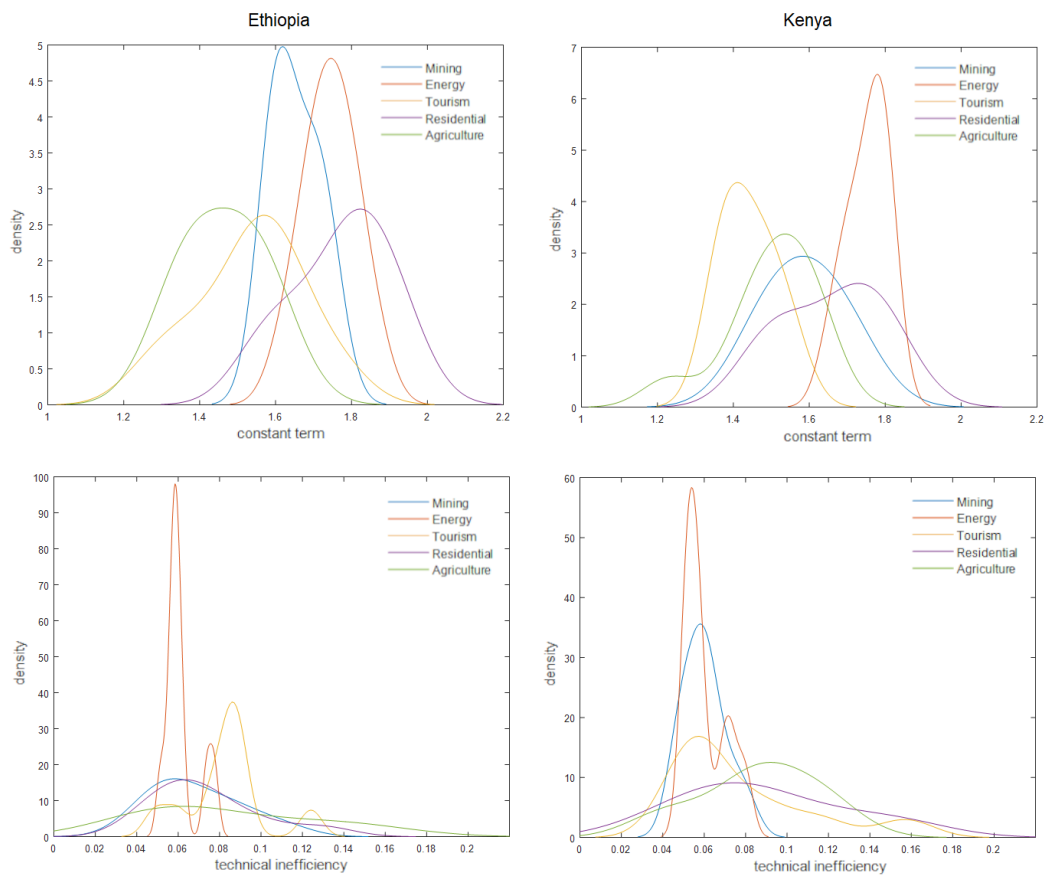 Ethiopia
5
4.5
4
3.5
3
2.5
2
1.5
1
0.5
0
density
Mining
Energy
Tourism
Residential
Agriculture
1 1.2 1.4 1.6 1.8 2 2.2
constant term
Kenya
7
6
5
4
3
2
1
0
density
Mining
Energy
Tourism
Residential
Agriculture
1 1.2 1.4 1.6 1.8 2 2.2
constant term
100
90
80
70
60
50
40
30
20
10
0
density
Mining
Energy
Tourism
Residential
Agriculture
0 0.02 0.04 0.06 0.08 0.1 0.12 0.14 0.16 0.18 0.2
technical inefficiency
60
50
40
30
20
10
0
density
Mining
Energy
Tourism
Residential
Agriculture
0 0.02 0.04 0.06 0.08 0.1 0.12 0.14 0.16 0.18 0.2
technical inefficiency